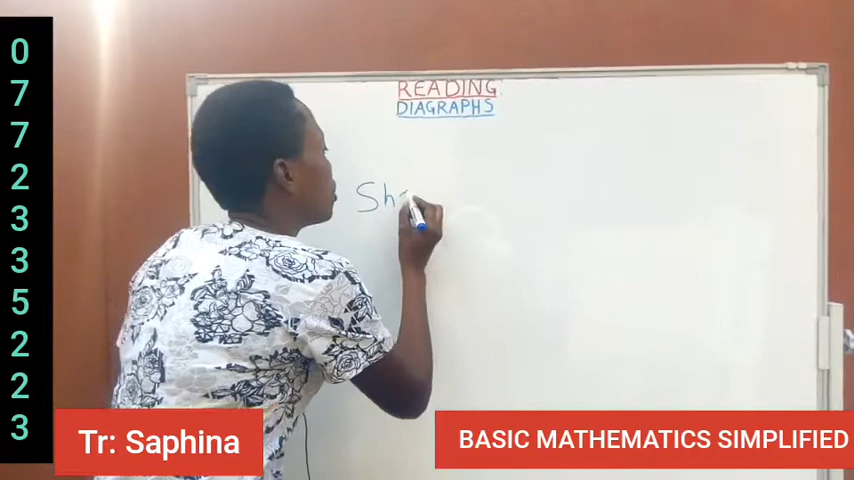 0
7
7
2
3
3
5
2
2
3
READING
DIAGRAPHS
Sh
Tr: Saphina
BASIC MATHEMATICS SIMPLIFIED